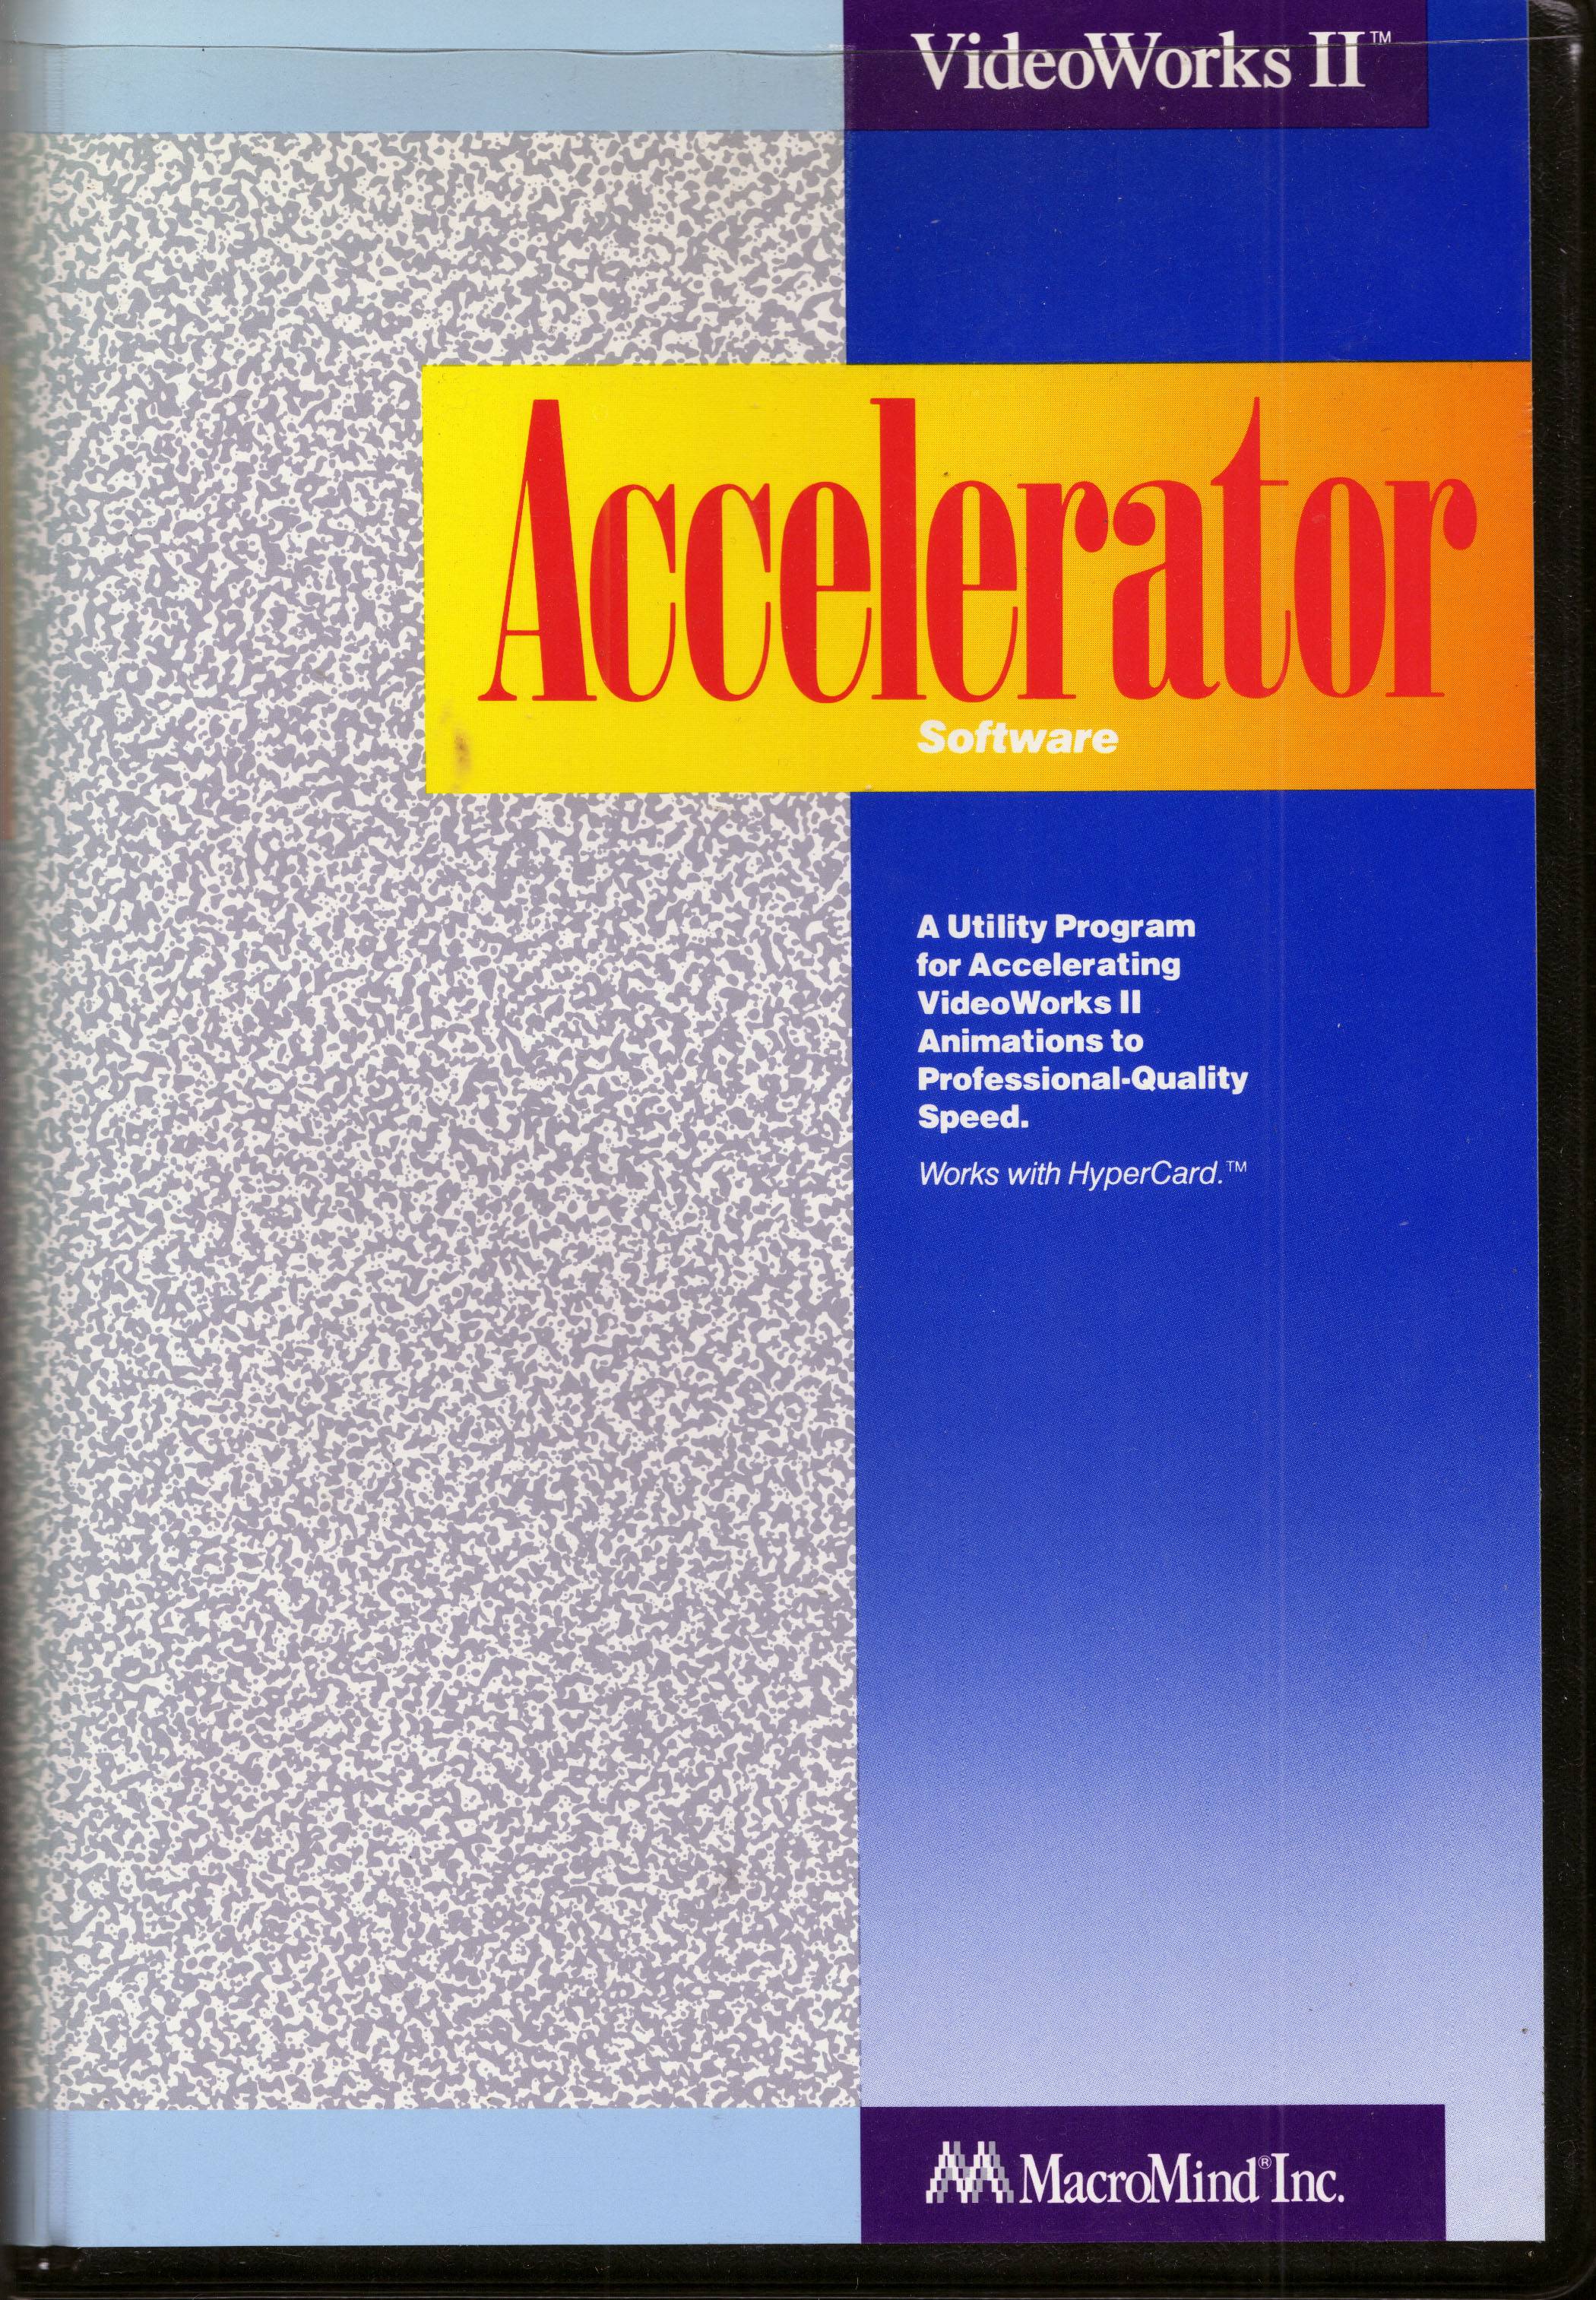 VideoWorks II™
Accelerator
Software
A Utility Program
for Accelerating
VideoWorks II
Animations to
Professional-Quality
Speed.
Works with HyperCard.™
MacroMind® Inc.